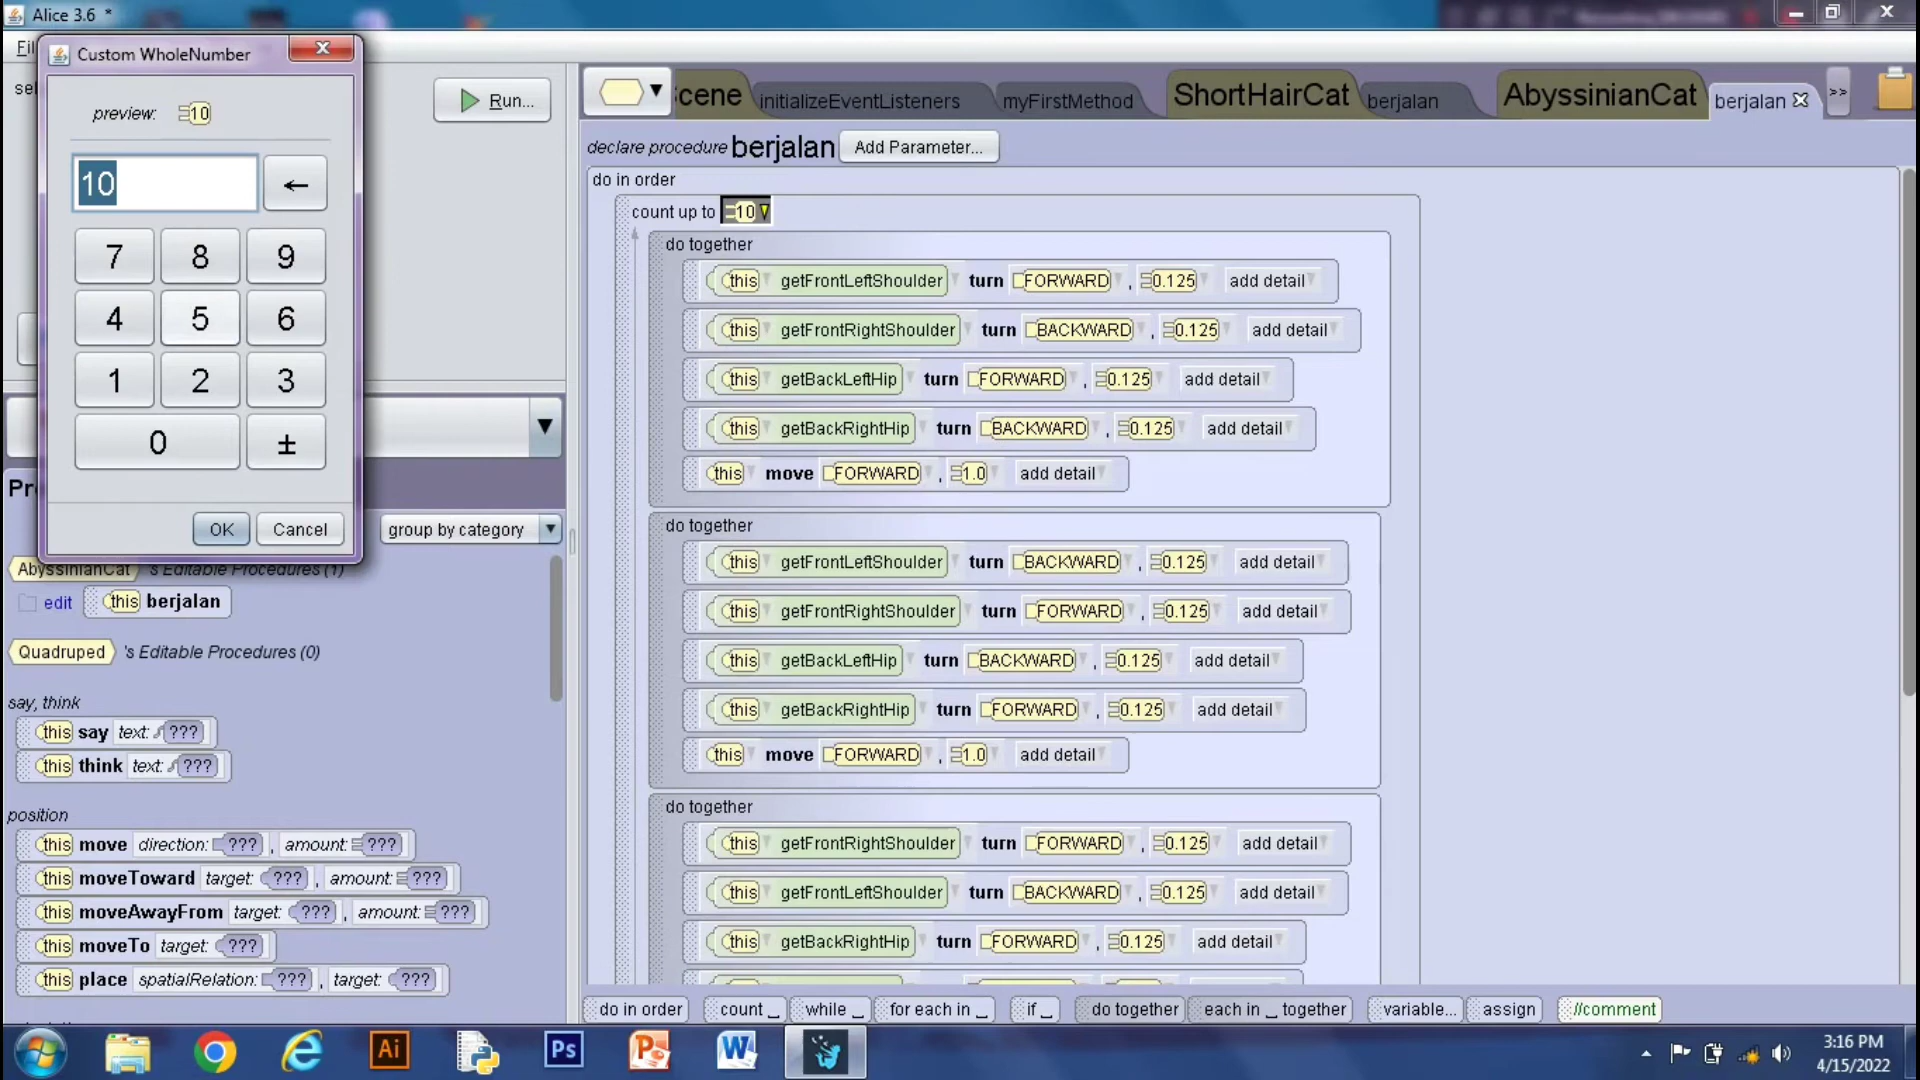 Alice 3.6 *
Fil
Custom WholeNumber
sel
preview: 10
10
←
7 8 9
4 5 6
1 2 3
0 ±
OK Cancel
Run...
group by category
AbyssinianCat 's Editable Procedures (1)
edit this berjalan
Quadruped 's Editable Procedures (0)
say, think
this say text: ???
this think text: ???
position
this move direction: ??? , amount: ???
this moveToward target: ??? , amount: ???
this moveAwayFrom target: ??? , amount: ???
this moveTo target: ???
this place spatialRelation: ??? , target: ???
cene initializeEventListeners myFirstMethod ShortHairCat berjalan AbyssinianCat berjalan >>
declare procedure berjalan Add Parameter...
do in order
count up to 10
do together
this getFrontLeftShoulder turn FORWARD , 0.125 add detail
this getFrontRightShoulder turn BACKWARD , 0.125 add detail
this getBackLeftHip turn FORWARD , 0.125 add detail
this getBackRightHip turn BACKWARD , 0.125 add detail
this move FORWARD , 1.0 add detail
do together
this getFrontLeftShoulder turn BACKWARD , 0.125 add detail
this getFrontRightShoulder turn FORWARD , 0.125 add detail
this getBackLeftHip turn BACKWARD , 0.125 add detail
this getBackRightHip turn FORWARD , 0.125 add detail
this move FORWARD , 1.0 add detail
do together
this getFrontRightShoulder turn FORWARD , 0.125 add detail
this getFrontLeftShoulder turn BACKWARD , 0.125 add detail
this getBackRightHip turn FORWARD , 0.125 add detail
do in order count _ while _ for each in _ if _ do together each in _ together variable... assign //comment
Ai Ps P W
3:16 PM
4/15/2022